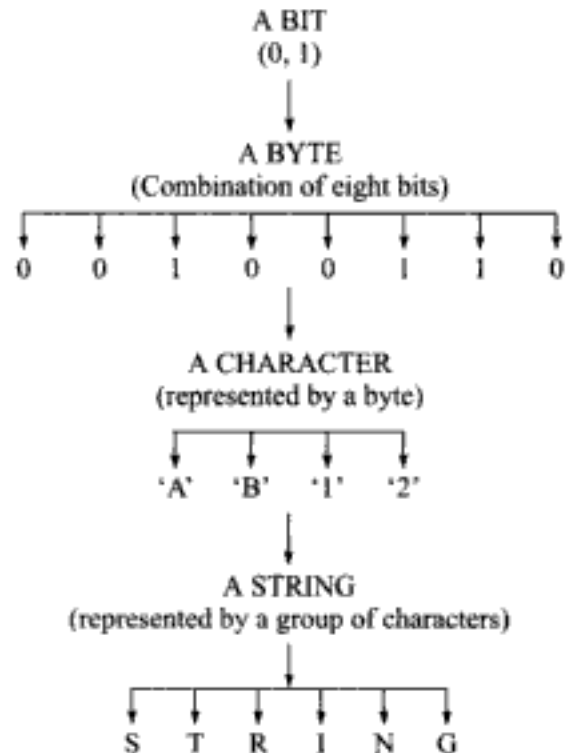 A BIT
(0, 1)
A BYTE
(Combination of eight bits)
0 0 1 0 0 1 1 0
A CHARACTER
(represented by a byte)
‘A’ ‘B’ ‘1’ ‘2’
A STRING
(represented by a group of characters)
S T R I N G